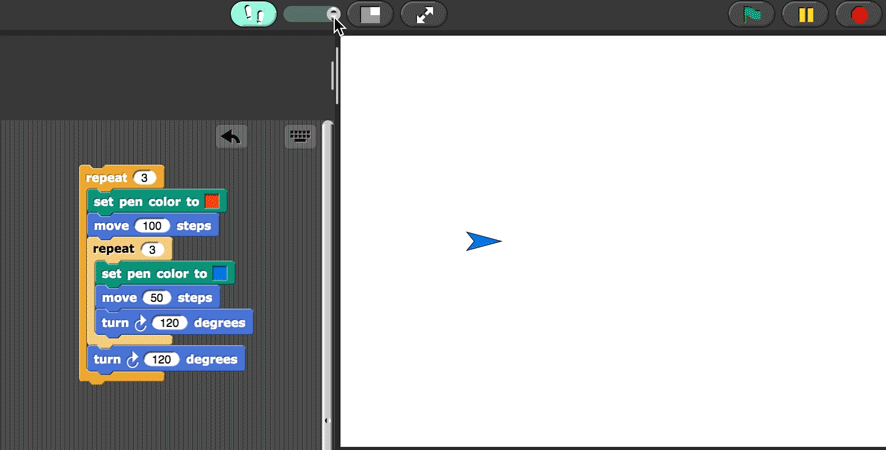 repeat 3
set pen color to
move 100 steps
repeat 3
set pen color to
move 50 steps
turn 120 degrees
turn 120 degrees